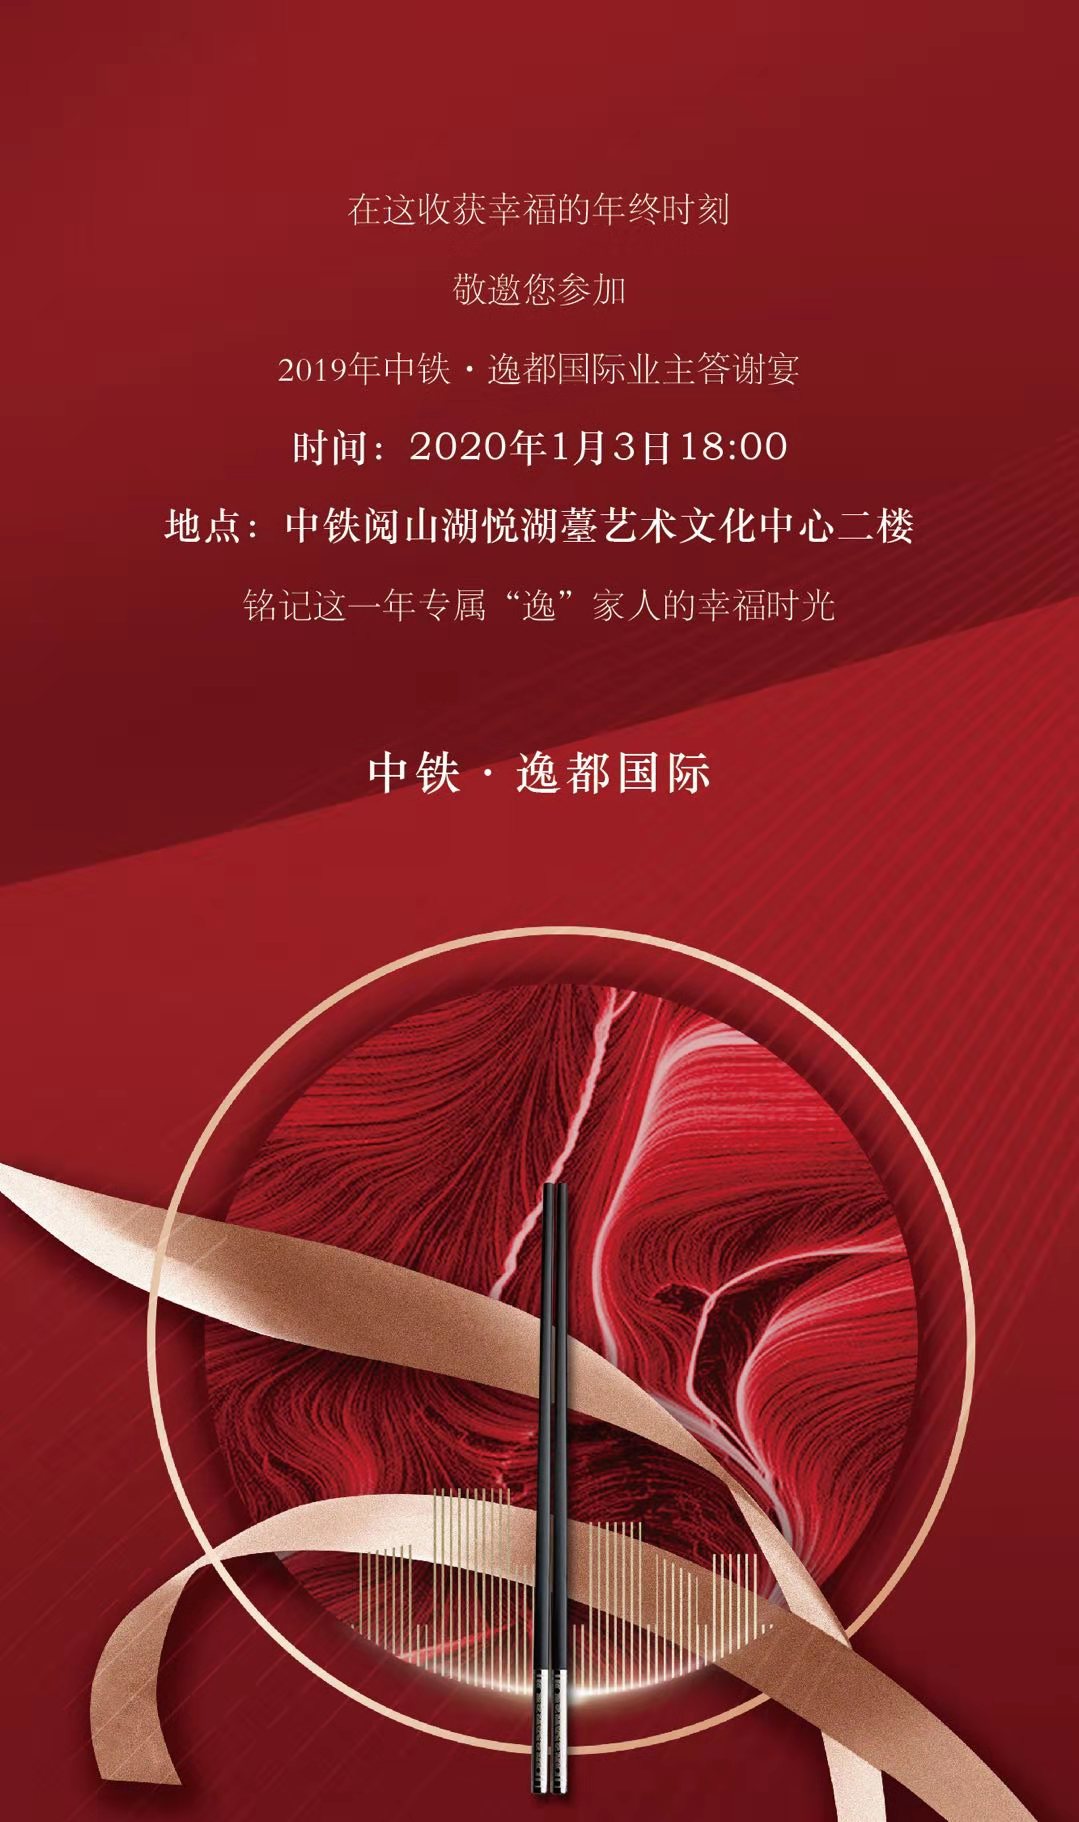 在这收获幸福的年终时刻
敬邀您参加
2019年中铁·逸都国际业主答谢宴
时间：2020年1月3日18:00
地点：中铁阅山湖悦湖薹艺术文化中心二楼
铭记这一年专属“逸”家人的幸福时光
中铁·逸都国际